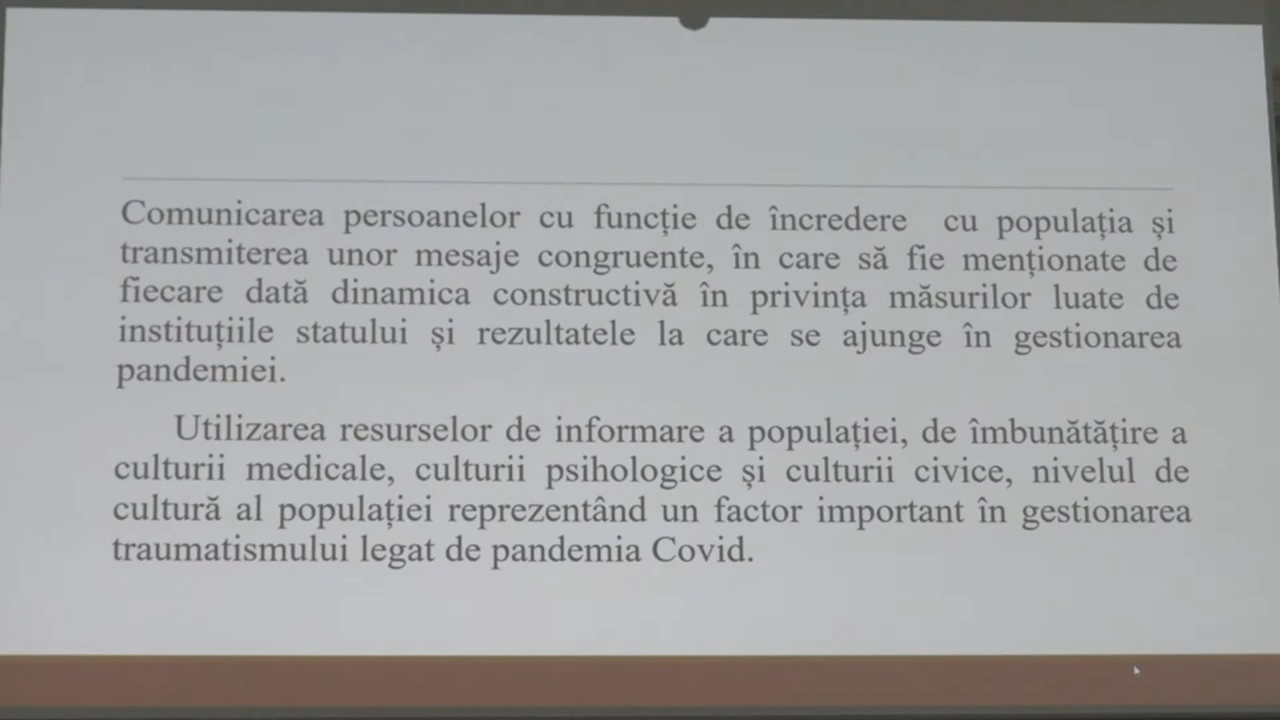 Comunicarea persoanelor cu funcție de încredere cu populația și
transmiterea unor mesaje congruente, în care să fie menționate de
fiecare dată dinamica constructivă în privința măsurilor luate de
instituțiile statului și rezultatele la care se ajunge în gestionarea
pandemiei.
Utilizarea resurselor de informare a populației, de îmbunătățire a
culturii medicale, culturii psihologice și culturii civice, nivelul de
cultură al populației reprezentând un factor important în gestionarea
traumatismului legat de pandemia Covid.